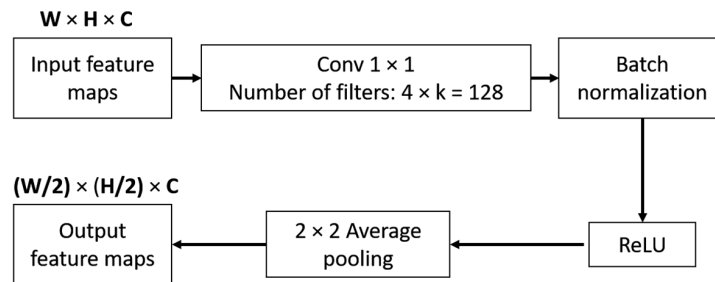 W × H × C
Input feature
maps
Conv 1 × 1
Number of filters: 4 × k = 128
Batch
normalization
(W/2) × (H/2) × C
Output
feature maps
2 × 2 Average
pooling
ReLU